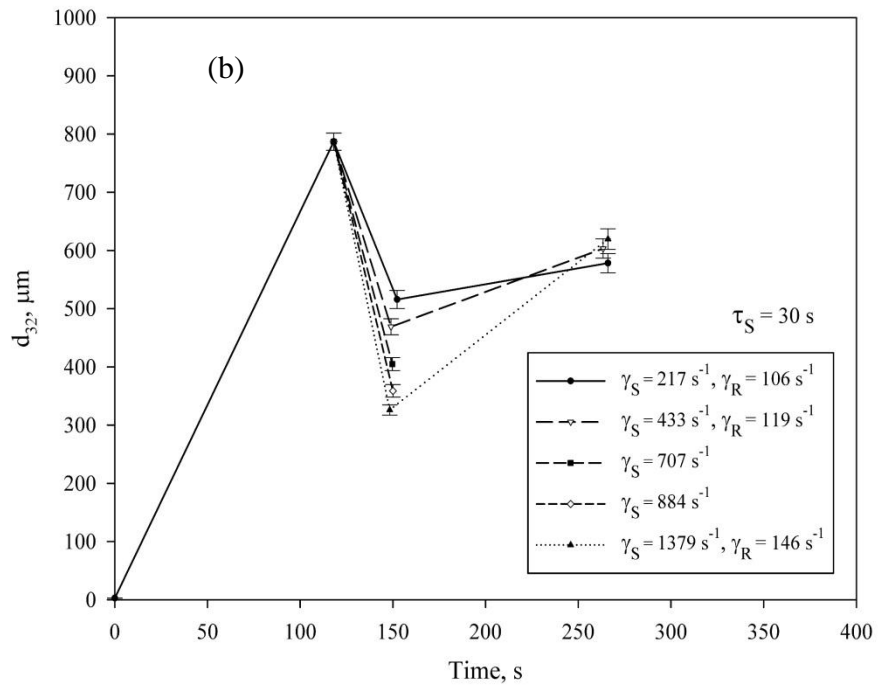 (b)
1000
900
800
700
600
500
400
300
200
100
0
d32, μm
0 50 100 150 200 250 300 350 400
Time, s
τS = 30 s
γS = 217 s-1, γR = 106 s-1
γS = 433 s-1, γR = 119 s-1
γS = 707 s-1
γS = 884 s-1
γS = 1379 s-1, γR = 146 s-1